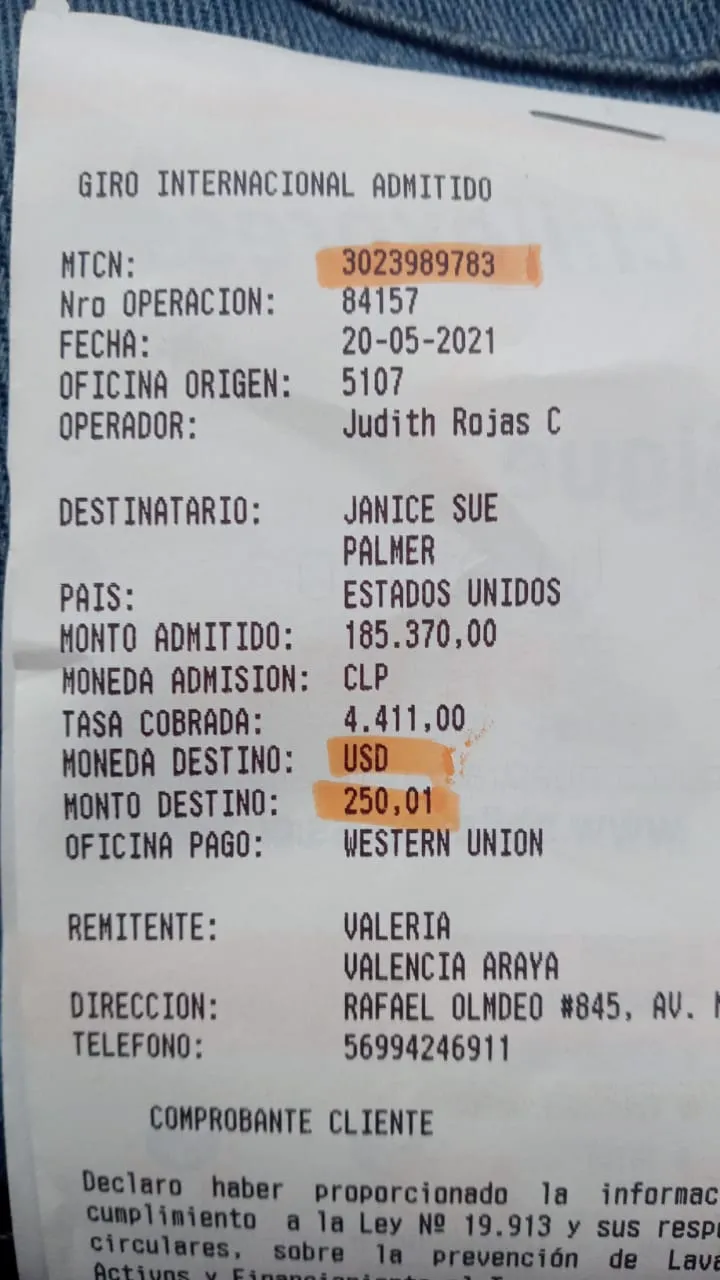 GIRO INTERNACIONAL ADMITIDO
MTCN: 3023989783
Nro OPERACION: 84157
FECHA: 20-05-2021
OFICINA ORIGEN: 5107
OPERADOR: Judith Rojas C
DESTINATARIO: JANICE SUE
PALMER
PAIS: ESTADOS UNIDOS
MONTO ADMITIDO: 185.370,00
MONEDA ADMISION: CLP
TASA COBRADA: 4.411,00
MONEDA DESTINO: USD
MONTO DESTINO: 250,01
OFICINA PAGO: WESTERN UNION
REMITENTE: VALERIA
VALENCIA ARAYA
DIRECCION: RAFAEL OLMDEO #845, AV.
TELEFONO: 56994246911
COMPROBANTE CLIENTE
Declaro haber proporcionado la informac
cumplimiento a la Ley Nº 19.913 y sus resp
circulares, sobre la prevención de Lava
Activos y